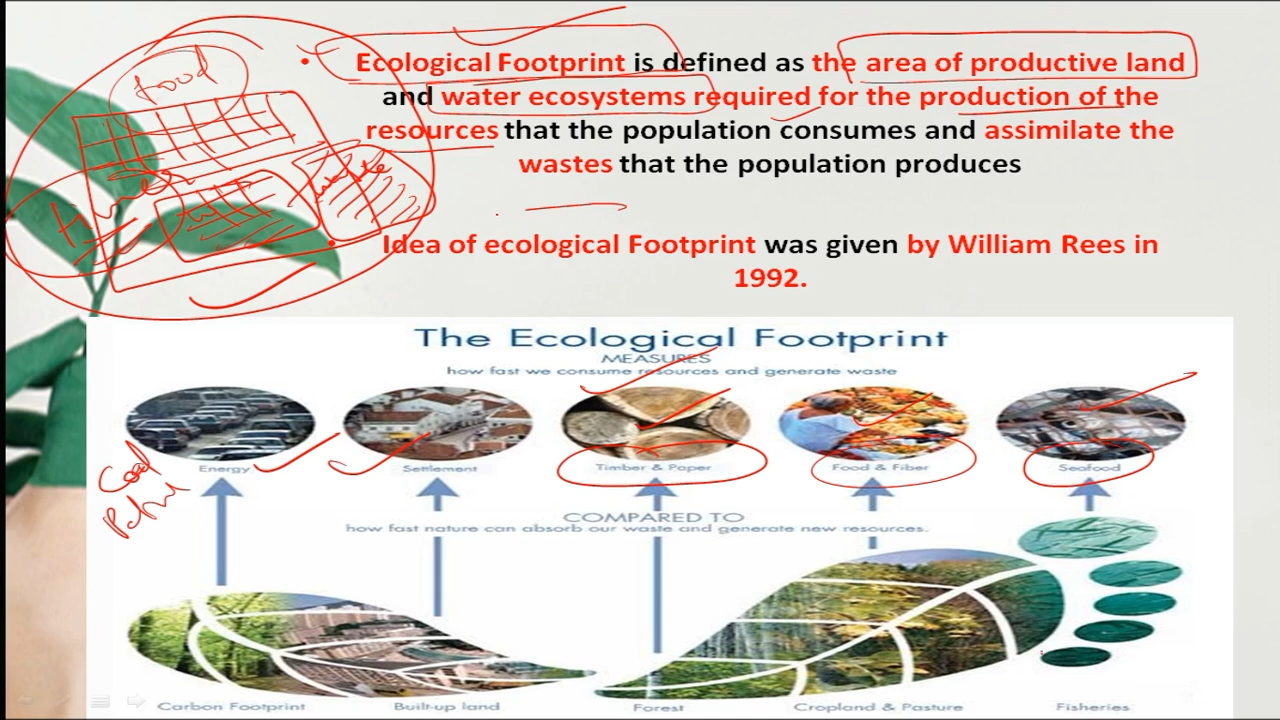 Ecological Footprint is defined as the area of productive land
and water ecosystems required for the production of the
resources that the population consumes and assimilate the
wastes that the population produces
Idea of ecological Footprint was given by William Rees in
1992.
food
waste
The Ecological Footprint
MEASURES
how fast we consume resources and generate waste
Energy Settlement Timber & Paper Food & Fiber Seafood
Coal
COMPARED TO
how fast nature can absorb our waste and generate new resources.
Carbon Footprint Built-up land Forest Cropland & Pasture Fisheries